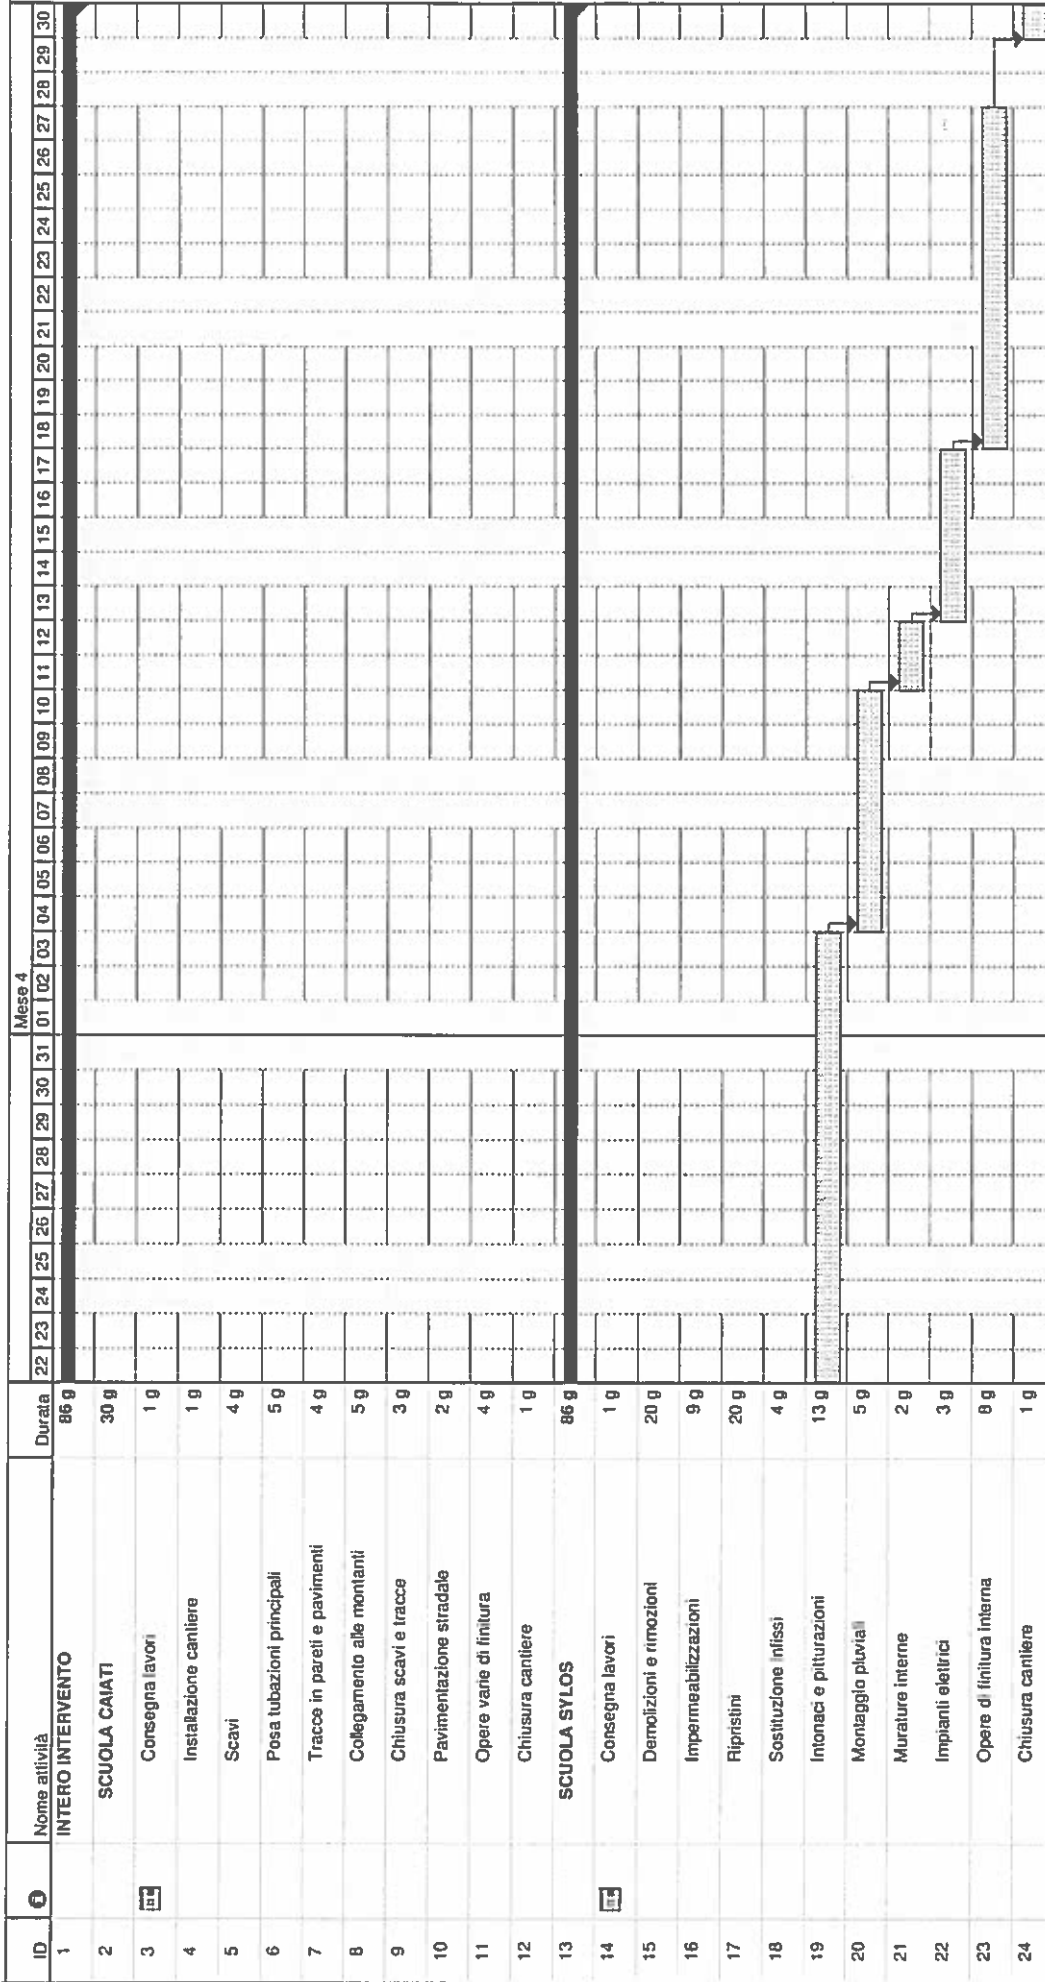 Mese 4
ID Nome attività Durata 22 23 24 25 26 27 28 29 30 31 01 02 03 04 05 06 07 08 09 10 11 12 13 14 15 16 17 18 19 20 21 22 23 24 25 26 27 28 29 30
1 INTERO INTERVENTO 86 g
2 SCUOLA CAIATI 30 g
3 Consegna lavori 1 g
4 Installazione cantiere 1 g
5 Scavi 4 g
6 Posa tubazioni principali 5 g
7 Tracce in pareti e pavimenti 4 g
8 Collegamento alle montanti 5 g
9 Chiusura scavi e tracce 3 g
10 Pavimentazione stradale 2 g
11 Opere varie di finitura 4 g
12 Chiusura cantiere 1 g
13 SCUOLA SYLOS 86 g
14 Consegna lavori 1 g
15 Demolizioni e rimozioni 20 g
16 Impermeabilizzazioni 9 g
17 Ripristini 20 g
18 Sostituzione infissi 4 g
19 Intonaci e pitturazioni 13 g
20 Montaggio pluviali 5 g
21 Murature interne 2 g
22 Impianti elettrici 3 g
23 Opere di finitura interna 8 g
24 Chiusura cantiere 1 g